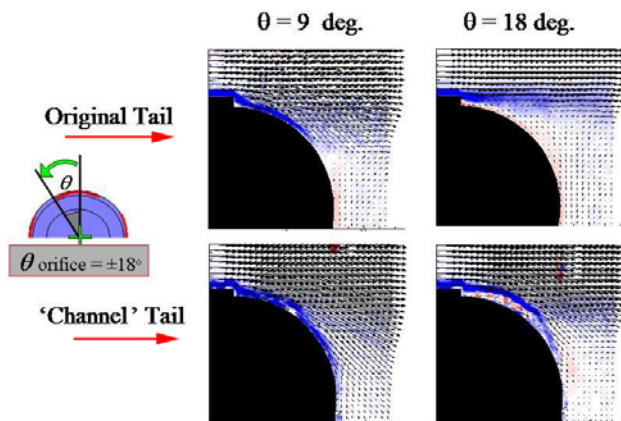 θ = 9 deg.
θ = 18 deg.
Original Tail
θ
θ orifice = ±18°
‘Channel’ Tail